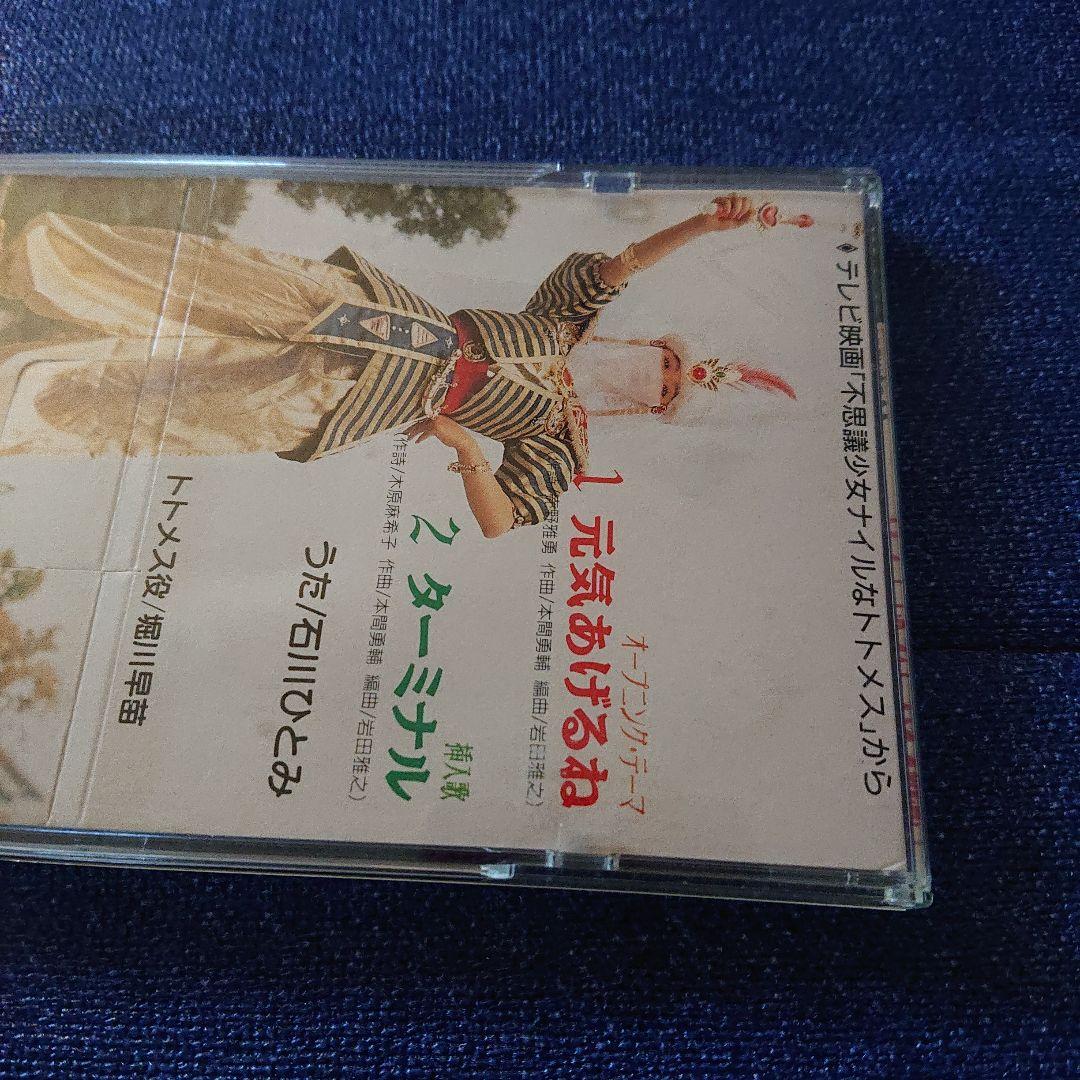 テレビ映画「不思議少女ナイルなトトメス」から
オープニング・テーマ
1 元気あげるね
野雅勇 作曲/本間勇輔 編曲/岩田雅之）
挿入歌
2 ターミナル
（作詩/木原麻希子 作曲/本間勇輔 編曲/岩田雅之）
うた/石川ひとみ
トトメス役/堀川早苗